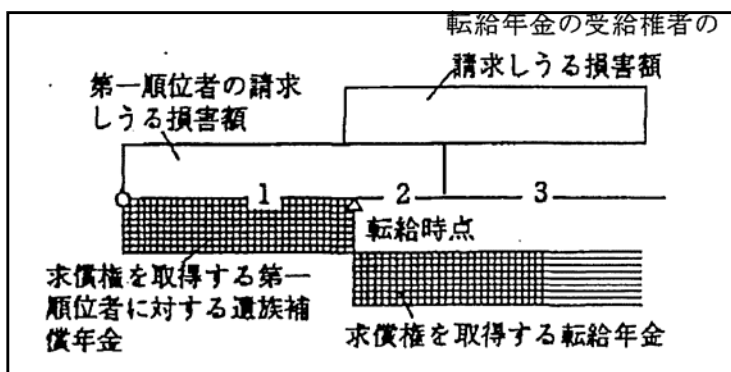 転給年金の受給権者の
請求しうる損害額
第一順位者の請求
しうる損害額
1
2
3
転給時点
求償権を取得する第一
順位者に対する遺族補
償年金
求償権を取得する転給年金